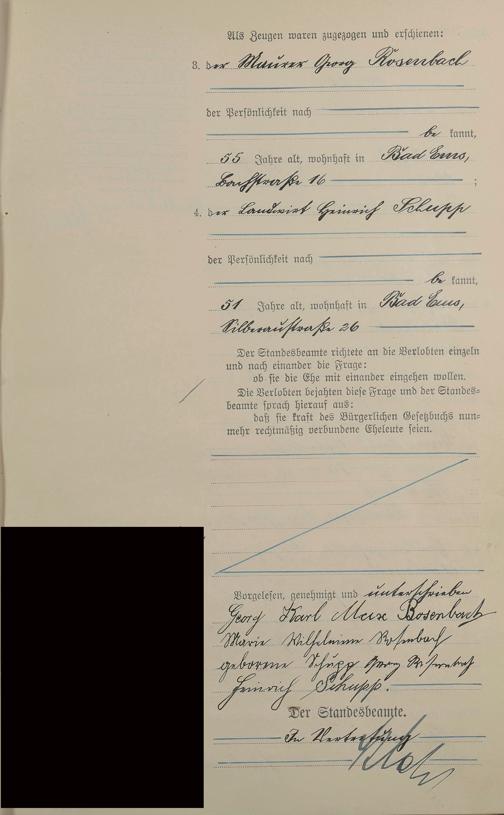 Als Zeugen waren zugezogen und erschienen:
3. der Maurer Georg Rosenbach
der Persönlichkeit nach
be kannt,
55 Jahre alt, wohnhaft in Bad Ems,
Bachstraße 16 ;
4. der Landwirt Heinrich Schupp
der Persönlichkeit nach
be kannt,
51 Jahre alt, wohnhaft in Bad Ems,
Silberaustraße 26
Der Standesbeamte richtete an die Verlobten einzeln
und nach einander die Frage:
ob sie die Ehe mit einander eingehen wollen.
Die Verlobten bejahten diese Frage und der Standes=
beamte sprach hierauf aus:
daß sie kraft des Bürgerlichen Gesetzbuchs nun=
mehr rechtmäßig verbundene Eheleute seien.
Vorgelesen, genehmigt und unterschrieben
Georg Karl Max Rosenbach
Marie Wilhelmine Rosenbach
geborene Schupp Georg Rosenbach
Heinrich Schupp.
Der Standesbeamte.
In Vertretung